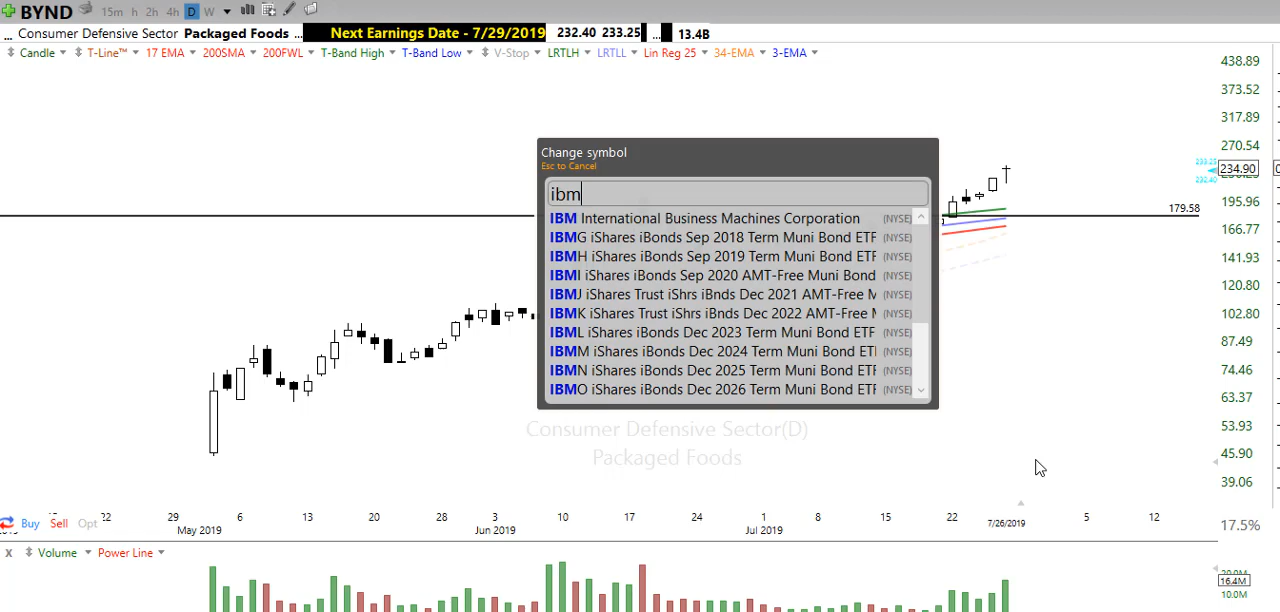 BYND 15m h 2h 4h D W
... Consumer Defensive Sector Packaged Foods ... Next Earnings Date - 7/29/2019 232.40 233.25 ... 13.4B
Candle T-Line™ 17 EMA 200SMA 200FWL T-Band High T-Band Low V-Stop LRTLH LRTLL Lin Reg 25 34-EMA 3-EMA
438.89
373.52
317.89
270.54
233.25
234.90
232.40
195.96
179.58
166.77
141.93
120.80
102.80
87.49
74.46
63.37
53.93
45.90
39.06
Change symbol
Esc to Cancel
ibm
IBM International Business Machines Corporation (NYSE)
IBMG iShares iBonds Sep 2018 Term Muni Bond ETF (NYSE)
IBMH iShares iBonds Sep 2019 Term Muni Bond ETF (NYSE)
IBMI iShares iBonds Sep 2020 AMT-Free Muni Bond (NYSE)
IBMJ iShares Trust iShrs iBnds Dec 2021 AMT-Free M (NYSE)
IBMK iShares Trust iShrs iBnds Dec 2022 AMT-Free M (NYSE)
IBML iShares iBonds Dec 2023 Term Muni Bond ETF (NYSE)
IBMM iShares iBonds Dec 2024 Term Muni Bond ETF (NYSE)
IBMN iShares iBonds Dec 2025 Term Muni Bond ETF (NYSE)
IBMO iShares iBonds Dec 2026 Term Muni Bond ETF (NYSE)
Consumer Defensive Sector(D)
Packaged Foods
22 29 6 13 20 28 3 10 17 24 1 8 15 22 7/26/2019 5 12
Buy Sell Opt May 2019 Jun 2019 Jul 2019 17.5%
X Volume Power Line
20.0M
16.4M
10.0M